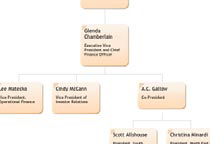 Glenda
Chamberlain
Executive Vice
President and Chief
Finance Officer
Lee Matecko
Vice President,
Operational Finance
Cindy McCann
Vice President of
Investor Relations
A.C. Gallow
Co-President
Scott Allshouse
Christina Minardi